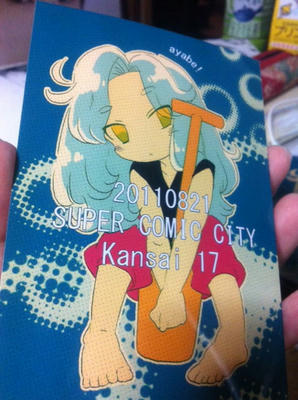 ayabe!
20110821
SUPER COMIC CITY
Kansai 17